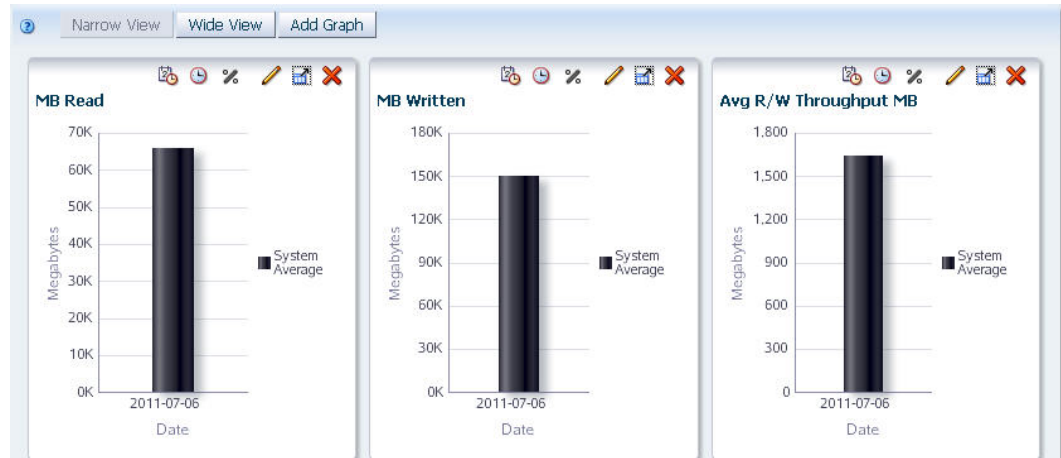 Narrow View Wide View Add Graph
MB Read
70K
60K
50K
40K
30K
20K
10K
0K
Megabytes
2011-07-06
Date
System
Average
MB Written
180K
150K
120K
90K
60K
30K
0K
Megabytes
2011-07-06
Date
System
Average
Avg R/W Throughput MB
1,800
1,500
1,200
900
600
300
0
Megabytes
2011-07-06
Date
System
Average